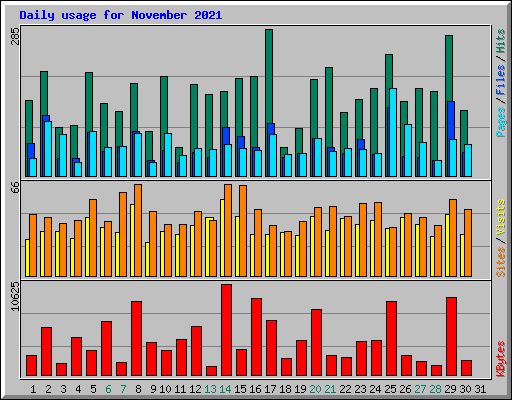 Daily usage for November 2021
285
66
10625
Pages / Files / Hits
Sites / Visits
KBytes
1 2 3 4 5 6 7 8 9 10 11 12 13 14 15 16 17 18 19 20 21 22 23 24 25 26 27 28 29 30 31